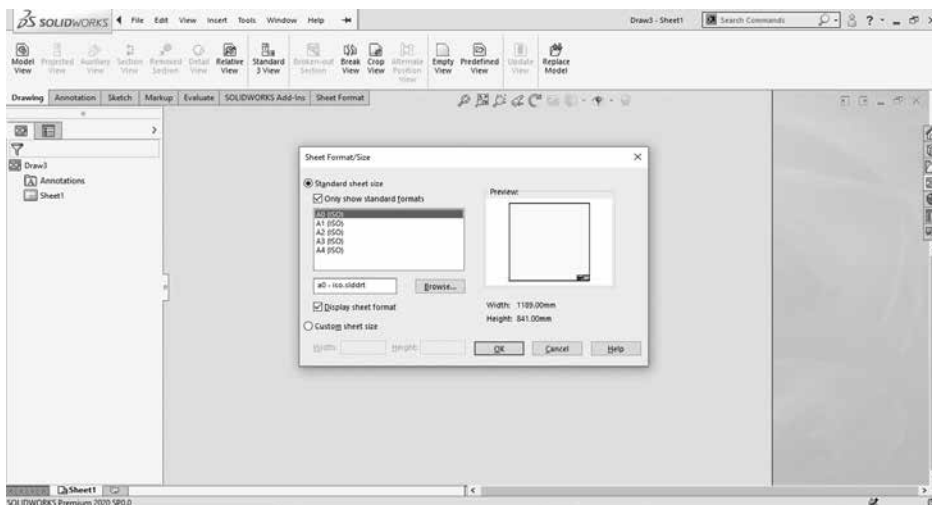 SOLIDWORKS File Edit View Insert Tools Window Help Draw3 - Sheet1 Search Commands ?
Model View Projected View Auxiliary View Section View Removed Section Detail View Relative View Standard 3 View Broken-out Section Break View Crop View Alternate Position View Empty View Predefined View Update View Replace Model
Drawing Annotation Sketch Markup Evaluate SOLIDWORKS Add-Ins Sheet Format
Draw3
Annotations
Sheet1
Sheet Format/Size
Standard sheet size
Only show standard formats
A0 (ISO)
A1 (ISO)
A2 (ISO)
A3 (ISO)
A4 (ISO)
a0 - iso.slddrt Browse...
Display sheet format
Custom sheet size
Width: Height:
Preview:
Width: 1189.00mm
Height: 841.00mm
OK Cancel Help
Sheet1
SOLIDWORKS Premium 2020 SP0.0